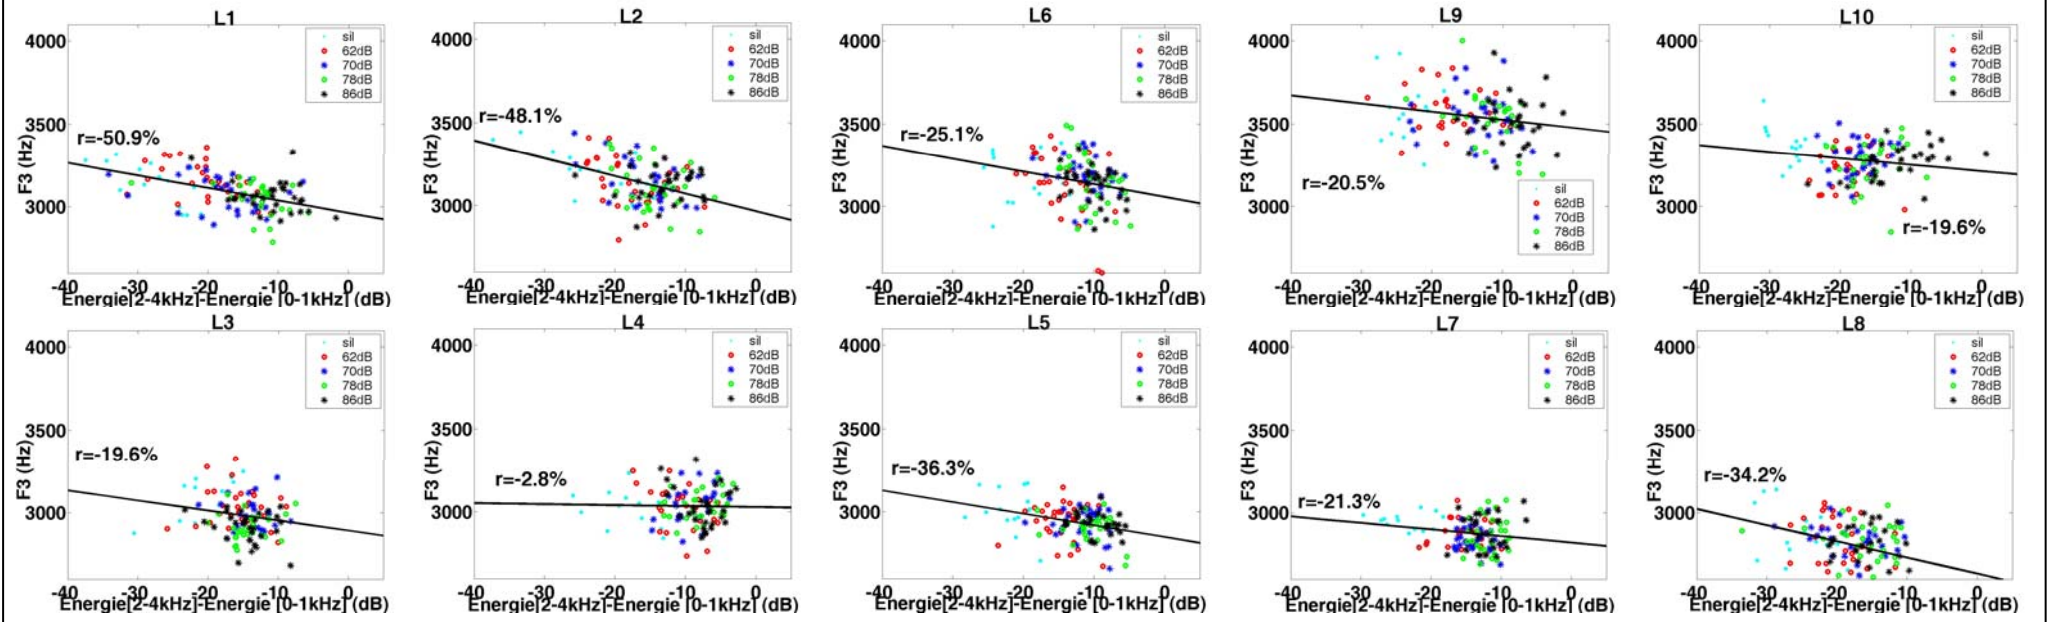 L1
4000
3500
3000
F3 (Hz)
r=-50.9%
sil
62dB
70dB
78dB
86dB
-40 -30 -20 -10 0
Energie[2-4kHz]-Energie [0-1kHz] (dB)
L2
4000
3500
3000
F3 (Hz)
r=-48.1%
sil
62dB
70dB
78dB
86dB
-40 -30 -20 -10 0
Energie[2-4kHz]-Energie [0-1kHz] (dB)
L6
4000
3500
3000
F3 (Hz)
r=-25.1%
sil
62dB
70dB
78dB
86dB
-40 -30 -20 -10 0
Energie[2-4kHz]-Energie [0-1kHz] (dB)
L9
4000
3500
3000
F3 (Hz)
r=-20.5%
sil
62dB
70dB
78dB
86dB
-40 -30 -20 -10 0
Energie[2-4kHz]-Energie [0-1kHz] (dB)
L10
4000
3500
3000
F3 (Hz)
r=-19.6%
sil
62dB
70dB
78dB
86dB
-40 -30 -20 -10 0
Energie[2-4kHz]-Energie [0-1kHz] (dB)
L3
4000
3500
3000
F3 (Hz)
r=-19.6%
sil
62dB
70dB
78dB
86dB
-40 -30 -20 -10 0
Energie[2-4kHz]-Energie [0-1kHz] (dB)
L4
4000
3500
3000
F3 (Hz)
r=-2.8%
sil
62dB
70dB
78dB
86dB
-40 -30 -20 -10 0
Energie[2-4kHz]-Energie [0-1kHz] (dB)
L5
4000
3500
3000
F3 (Hz)
r=-36.3%
sil
62dB
70dB
78dB
86dB
-40 -30 -20 -10 0
Energie[2-4kHz]-Energie [0-1kHz] (dB)
L7
4000
3500
3000
F3 (Hz)
r=-21.3%
sil
62dB
70dB
78dB
86dB
-40 -30 -20 -10 0
Energie[2-4kHz]-Energie [0-1kHz] (dB)
L8
4000
3500
3000
F3 (Hz)
r=-34.2%
sil
62dB
70dB
78dB
86dB
-40 -30 -20 -10 0
Energie[2-4kHz]-Energie [0-1kHz] (dB)